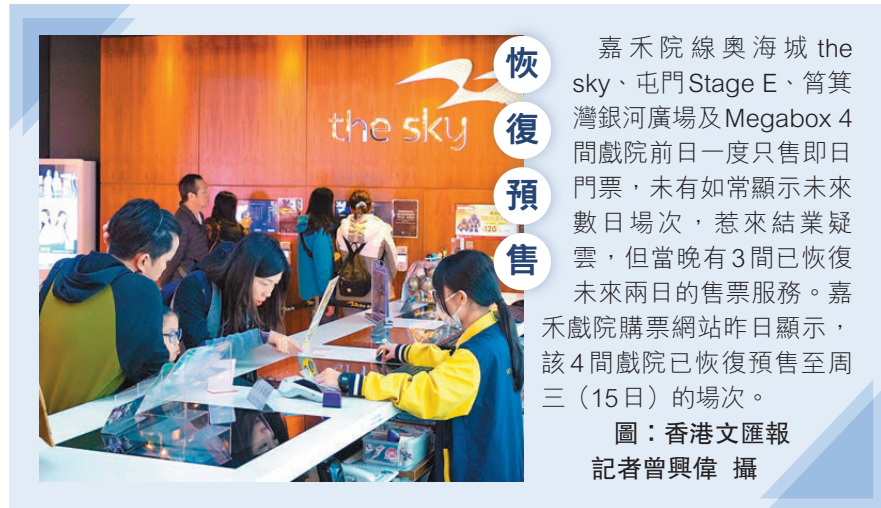 恢復預售
the sky
120
嘉禾院線奧海城 the
sky、屯門Stage E、筲箕
灣銀河廣場及Megabox 4
間戲院前日一度只售即日
門票，未有如常顯示未來
數日場次，惹來結業疑
雲，但當晚有3間已恢復
未來兩日的售票服務。嘉
禾戲院購票網站昨日顯示，
該4間戲院已恢復預售至周
三（15日）的場次。
圖：香港文匯報
記者曾興偉 攝